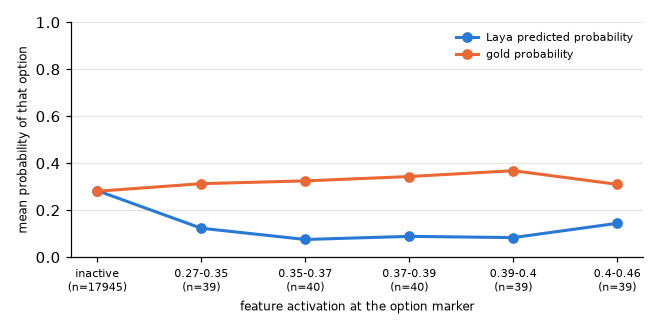 mean probability of that option
1.0
0.8
0.6
0.4
0.2
0.0
Laya predicted probability
gold probability
inactive
(n=17945)
0.27-0.35
(n=39)
0.35-0.37
(n=40)
0.37-0.39
(n=40)
0.39-0.4
(n=39)
0.4-0.46
(n=39)
feature activation at the option marker